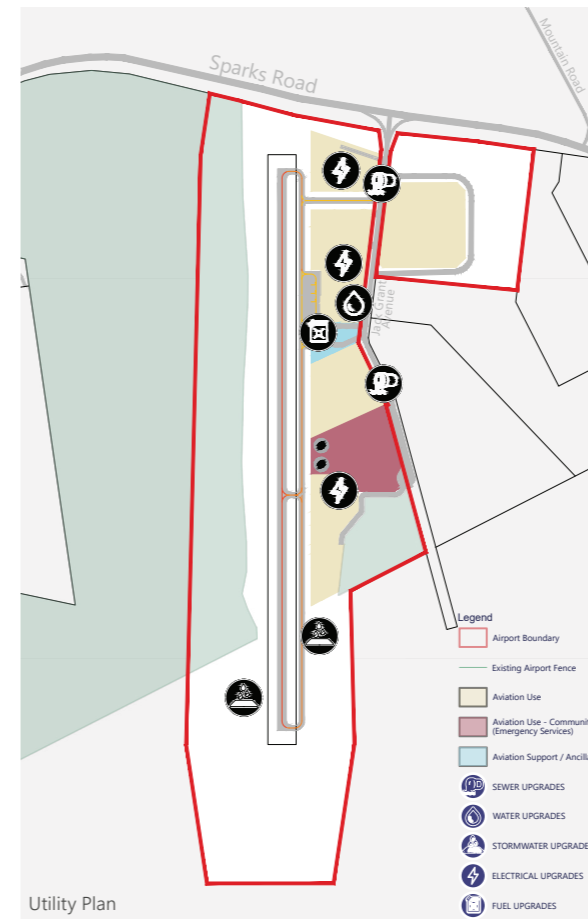 Sparks Road
Mountain Road
Jack Grant
Avenue
Legend
Airport Boundary
Existing Airport Fence
Aviation Use
Aviation Use - Communit
(Emergency Services)
Aviation Support / Ancilla
SEWER UPGRADES
WATER UPGRADES
STORMWATER UPGRADE
ELECTRICAL UPGRADES
FUEL UPGRADES
Utility Plan